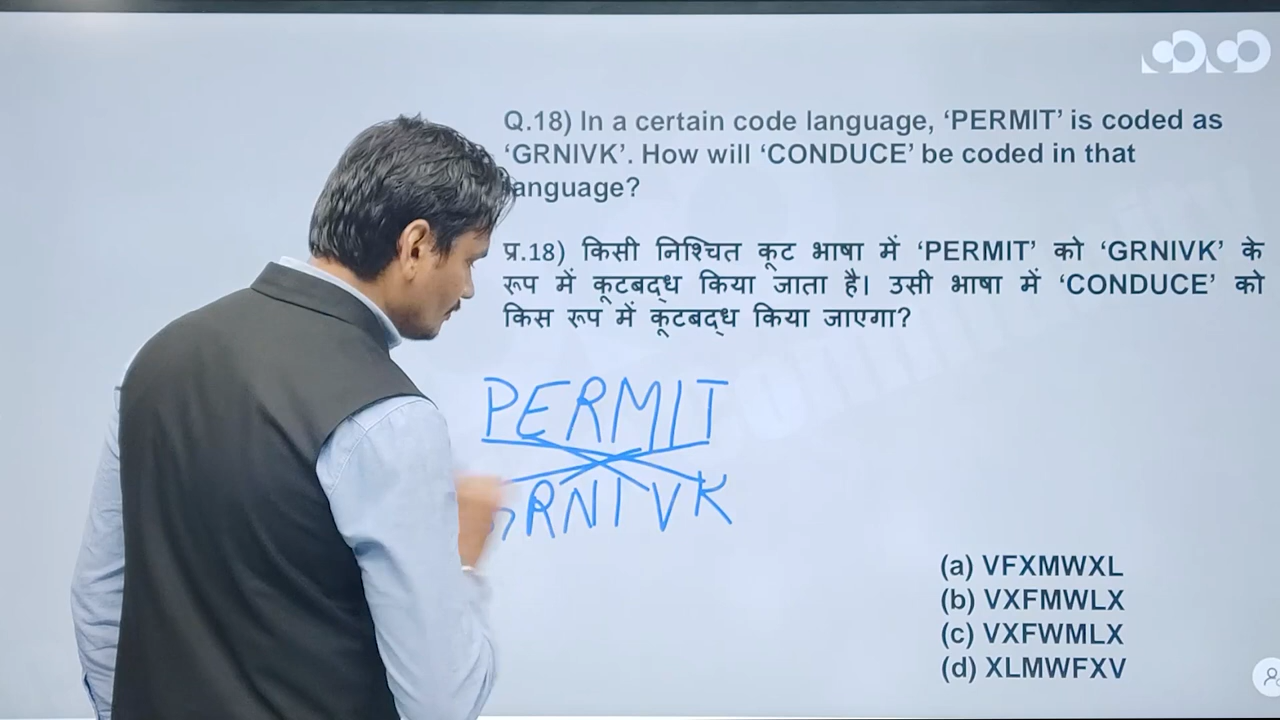 Q.18) In a certain code language, ‘PERMIT’ is coded as
‘GRNIVK’. How will ‘CONDUCE’ be coded in that
language?
प्र.18) किसी निश्चित कूट भाषा में ‘PERMIT’ को ‘GRNIVK’ के
रूप में कूटबद्ध किया जाता है। उसी भाषा में ‘CONDUCE’ को
किस रूप में कूटबद्ध किया जाएगा?
PERMIT
GRNIVK
(a) VFXMWXL
(b) VXFMWLX
(c) VXFWMLX
(d) XLMWFXV